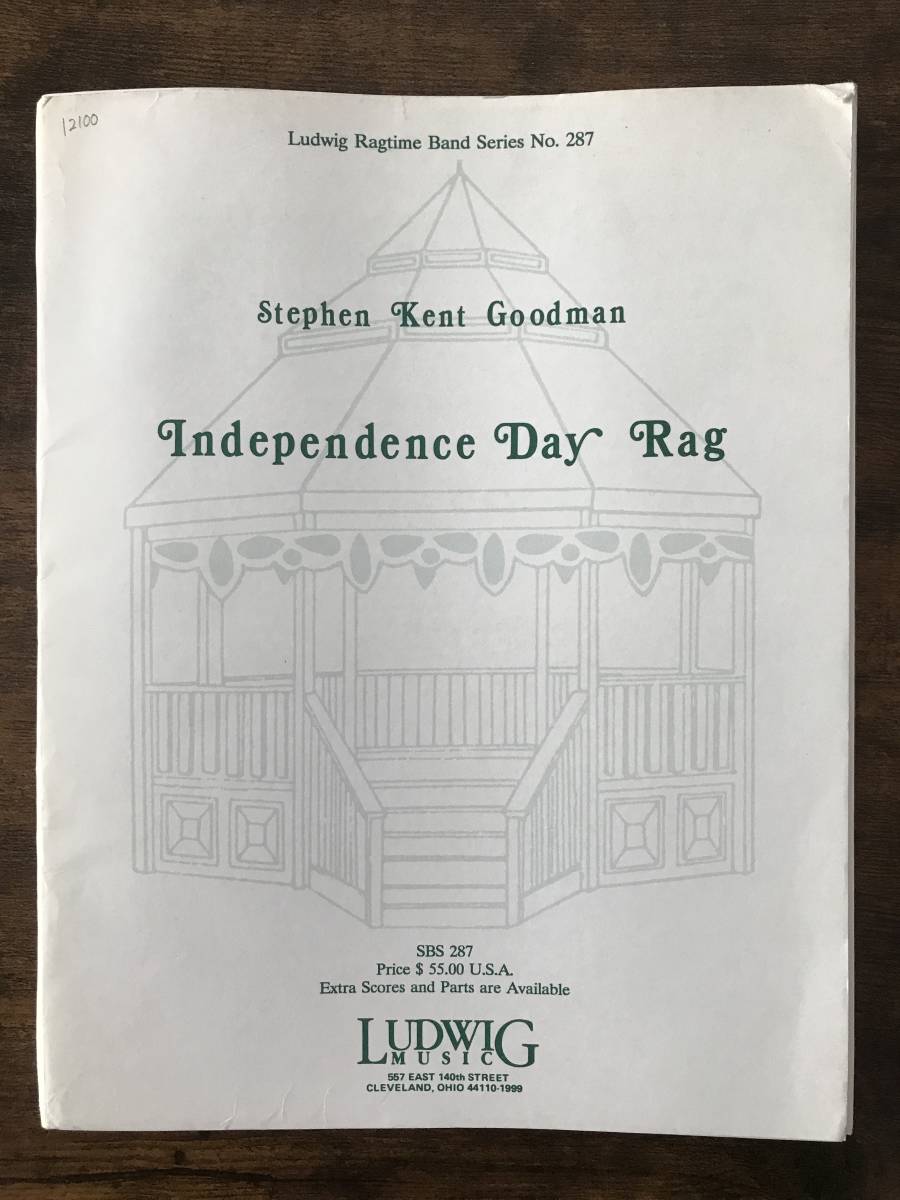 12100
Ludwig Ragtime Band Series No. 287
Stephen Kent Goodman
Independence Day Rag
SBS 287
Price $ 55.00 U.S.A.
Extra Scores and Parts are Available
LUDWIG
MUSIC
557 EAST 140th STREET
CLEVELAND, OHIO 44110-1999